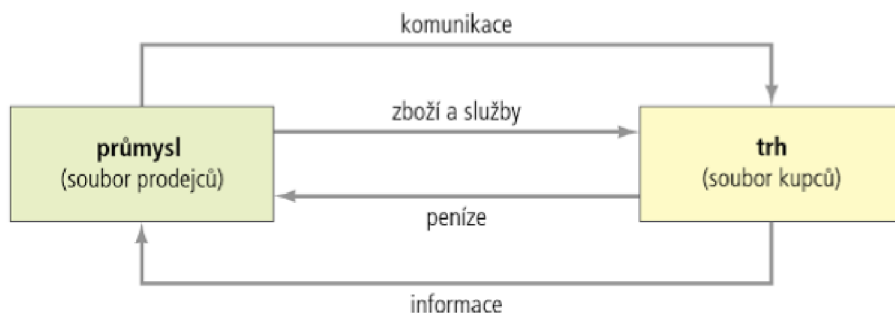 komunikace
zboží a služby
průmysl
(soubor prodejců)
trh
(soubor kupců)
peníze
informace